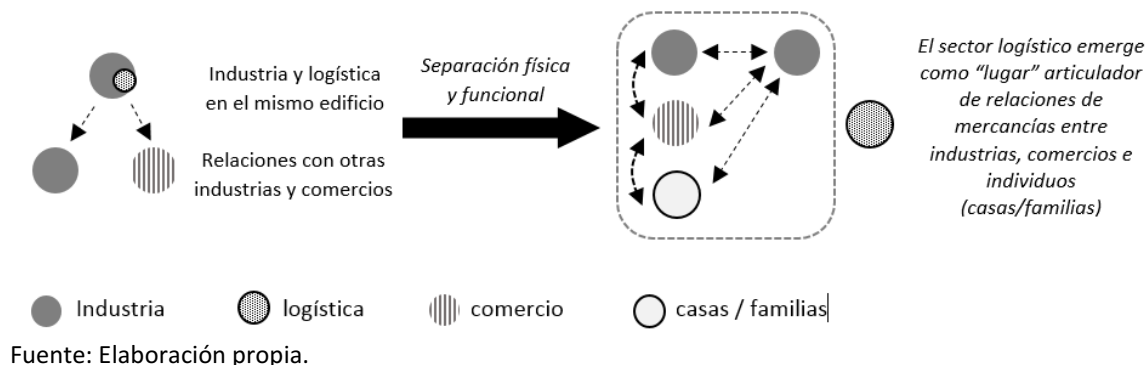 Industria y logística
en el mismo edificio
Relaciones con otras
industrias y comercios
Separación física
y funcional
El sector logístico emerge
como “lugar” articulador
de relaciones de
mercancías entre
industrias, comercios e
individuos
(casas/familias)
Industria
logística
comercio
casas / familias
Fuente: Elaboración propia.